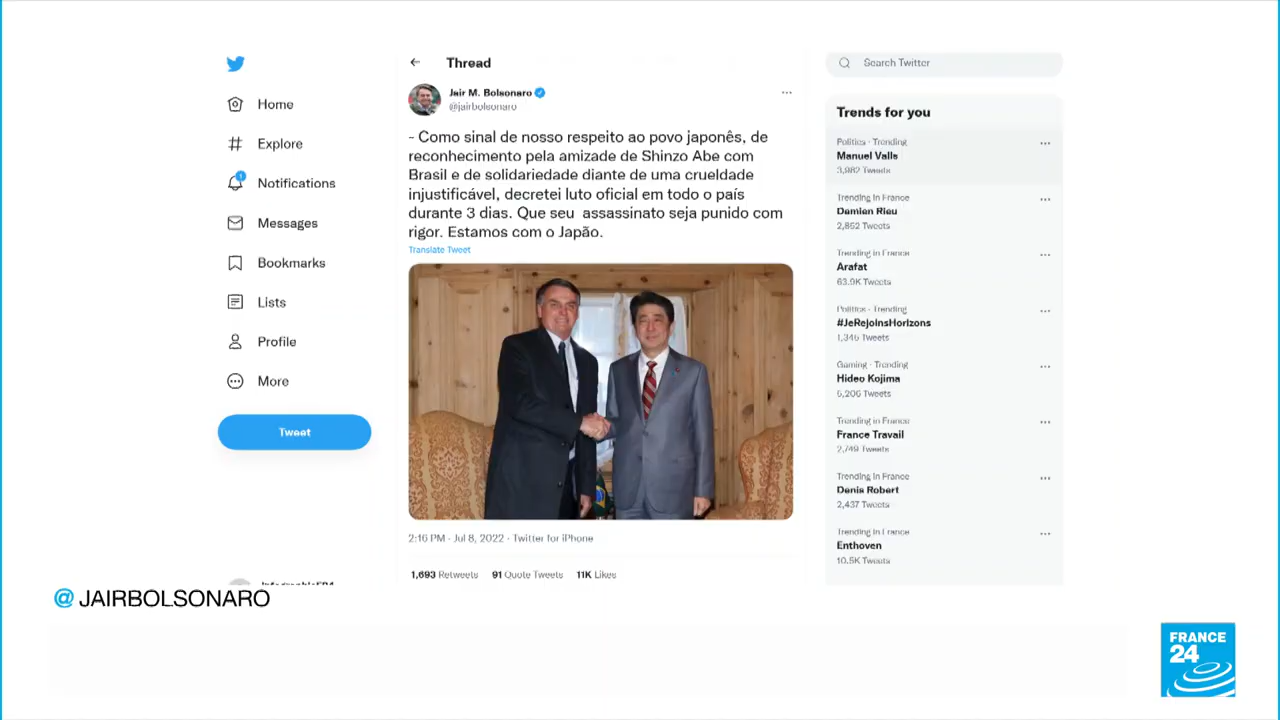 Home
Explore
1
Notifications
Messages
Bookmarks
Lists
Profile
More
Tweet
Thread
Jair M. Bolsonaro
@jairbolsonaro
- Como sinal de nosso respeito ao povo japonês, de
reconhecimento pela amizade de Shinzo Abe com
Brasil e de solidariedade diante de uma crueldade
injustificável, decretei luto oficial em todo o país
durante 3 dias. Que seu assassinato seja punido com
rigor. Estamos com o Japão.
Translate Tweet
2:16 PM · Jul 8, 2022 · Twitter for iPhone
1,693 Retweets 91 Quote Tweets 11K Likes
Search Twitter
Trends for you
Politics · Trending
Manuel Valls
3,982 Tweets
Trending in France
Damien Rieu
2,852 Tweets
Trending in France
Arafat
63.9K Tweets
Politics · Trending
#JeRejoinsHorizons
1,345 Tweets
Gaming · Trending
Hideo Kojima
Tweets
Trending in France
France Travail
2,749 Tweets
Trending in France
Denis Robert
2,437 Tweets
Trending in France
Enthoven
10.5K Tweets
@JAIRBOLSONARO
FRANCE
24